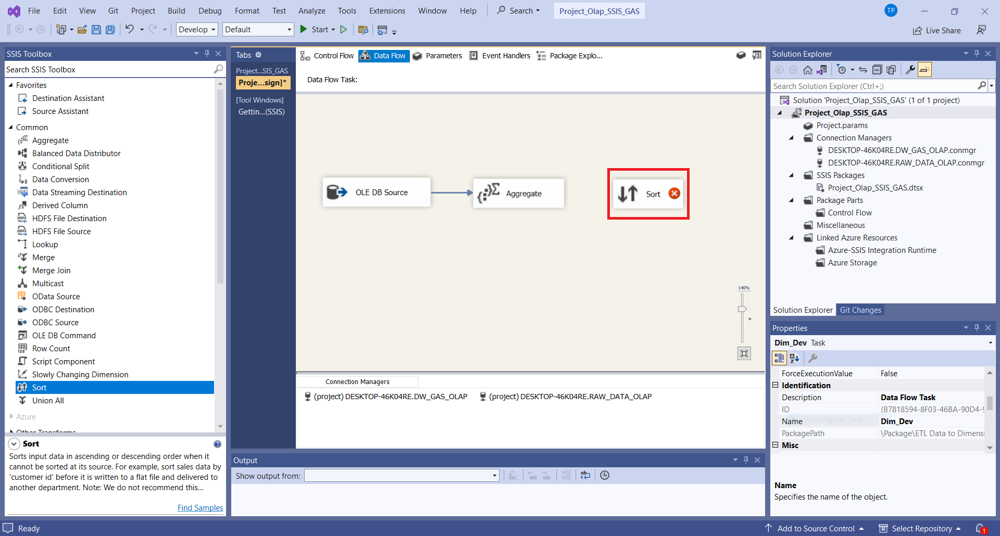 File Edit View Git Project Build Debug Format Test Analyze Tools Extensions Window Help Search Project_Olap_SSIS_GAS TP
Develop Default Start Live Share
SSIS Toolbox
Search SSIS Toolbox
Favorites
Destination Assistant
Source Assistant
Common
Aggregate
Balanced Data Distributor
Conditional Split
Data Conversion
Data Streaming Destination
Derived Column
HDFS File Destination
HDFS File Source
Lookup
Merge
Merge Join
Multicast
OData Source
ODBC Destination
ODBC Source
OLE DB Command
Row Count
Script Component
Slowly Changing Dimension
Sort
Union All
Azure
Other Transforms
Sort
Sorts input data in ascending or descending order when it
cannot be sorted at its source. For example, sort sales data by
'customer id' before it is written to a flat file and delivered to
another department. Note: We do not recommend this...
Find Samples
Tabs
Project...SIS_GAS
Proje...sign]*
[Tool Windows]
Gettin...(SSIS)
Control Flow Data Flow Parameters Event Handlers Package Explo...
Data Flow Task:
OLE DB Source
Aggregate
Sort
140%
Connection Managers
(project) DESKTOP-46K04RE.DW_GAS_OLAP (project) DESKTOP-46K04RE.RAW_DATA_OLAP
Output
Show output from:
Solution Explorer
Search Solution Explorer (Ctrl+;)
Solution 'Project_Olap_SSIS_GAS' (1 of 1 project)
Project_Olap_SSIS_GAS
Project.params
Connection Managers
DESKTOP-46K04RE.DW_GAS_OLAP.conmgr
DESKTOP-46K04RE.RAW_DATA_OLAP.conmgr
SSIS Packages
Project_Olap_SSIS_GAS.dtsx
Package Parts
Control Flow
Miscellaneous
Linked Azure Resources
Azure-SSIS Integration Runtime
Azure Storage
Solution Explorer Git Changes
Properties
Dim_Dev Task
ForceExecutionValue False
Identification
Description Data Flow Task
ID {B7818594-8F03-46BA-90D4-9
Rectangular Snip
Name Dim_Dev
PackagePath \Package\ETL Data to Dimensi
Misc
Name
Specifies the name of the object.
Ready Add to Source Control Select Repository 1